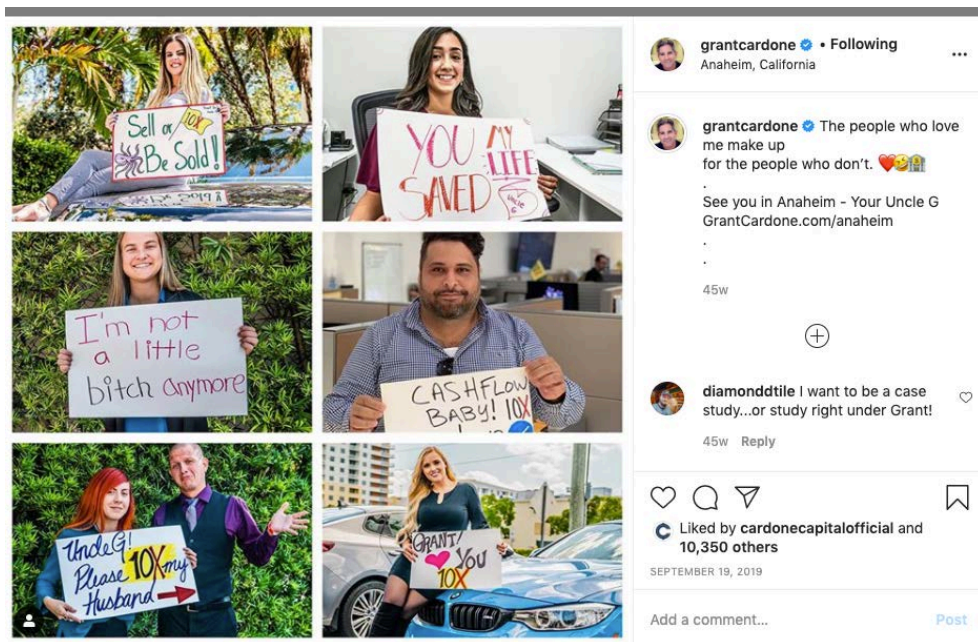 Sell or 10X
Be Sold!
YOU MY
LIFE
SAVED
UNCLE
G
I'm not
a little
bitch anymore
CASHFLOW
BABY! 10X
Uncle G!
Please 10X my
Husband
GRANT!
YOU
10X
grantcardone • Following
Anaheim, California
grantcardone The people who love
me make up
for the people who don't.
.
See you in Anaheim - Your Uncle G
GrantCardone.com/anaheim
.
.
45w
diamonddtile I want to be a case
study...or study right under Grant!
45w Reply
Liked by cardonecapitalofficial and
10,350 others
SEPTEMBER 19, 2019
Add a comment... Post